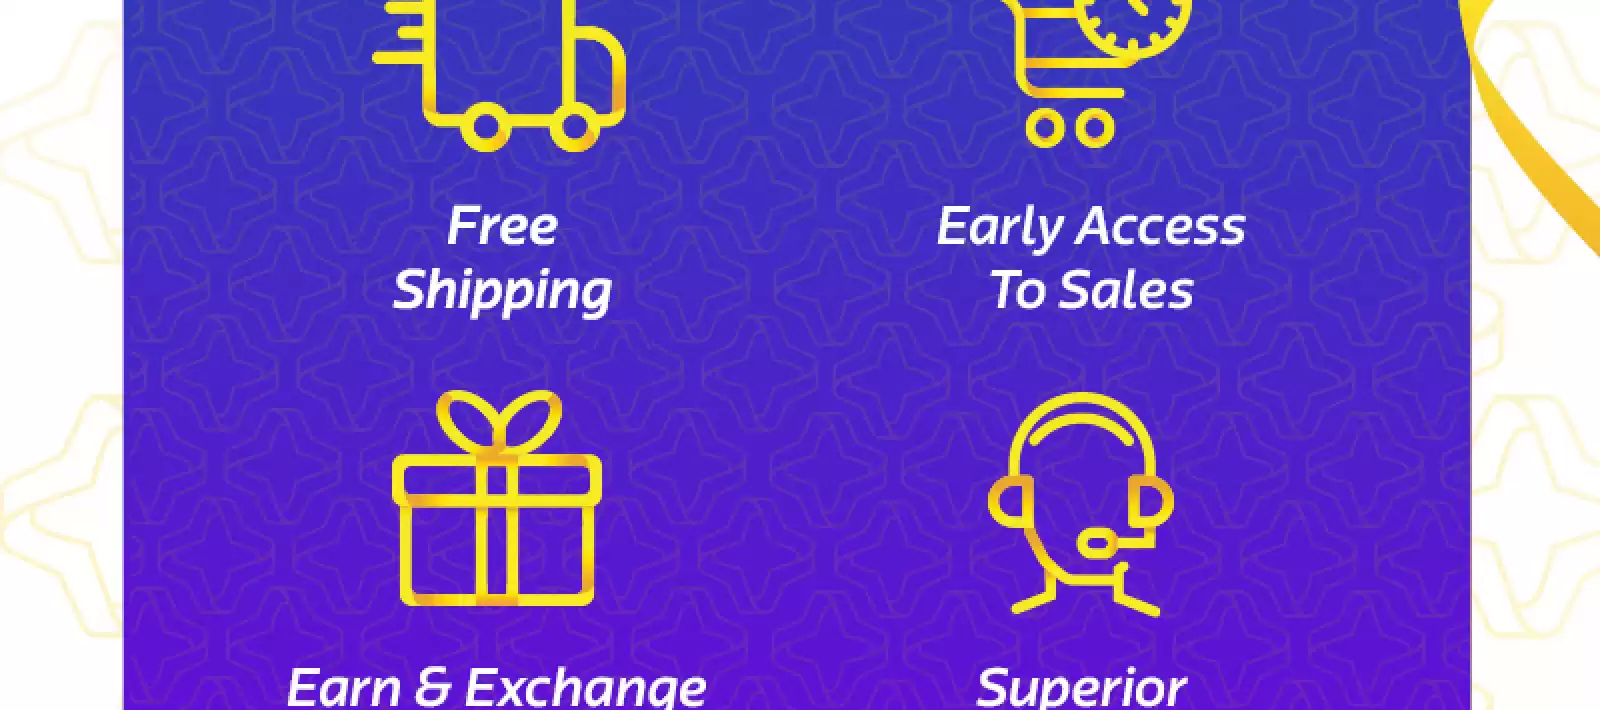 Free
Shipping
Early Access
To Sales
Earn & Exchange
Superior